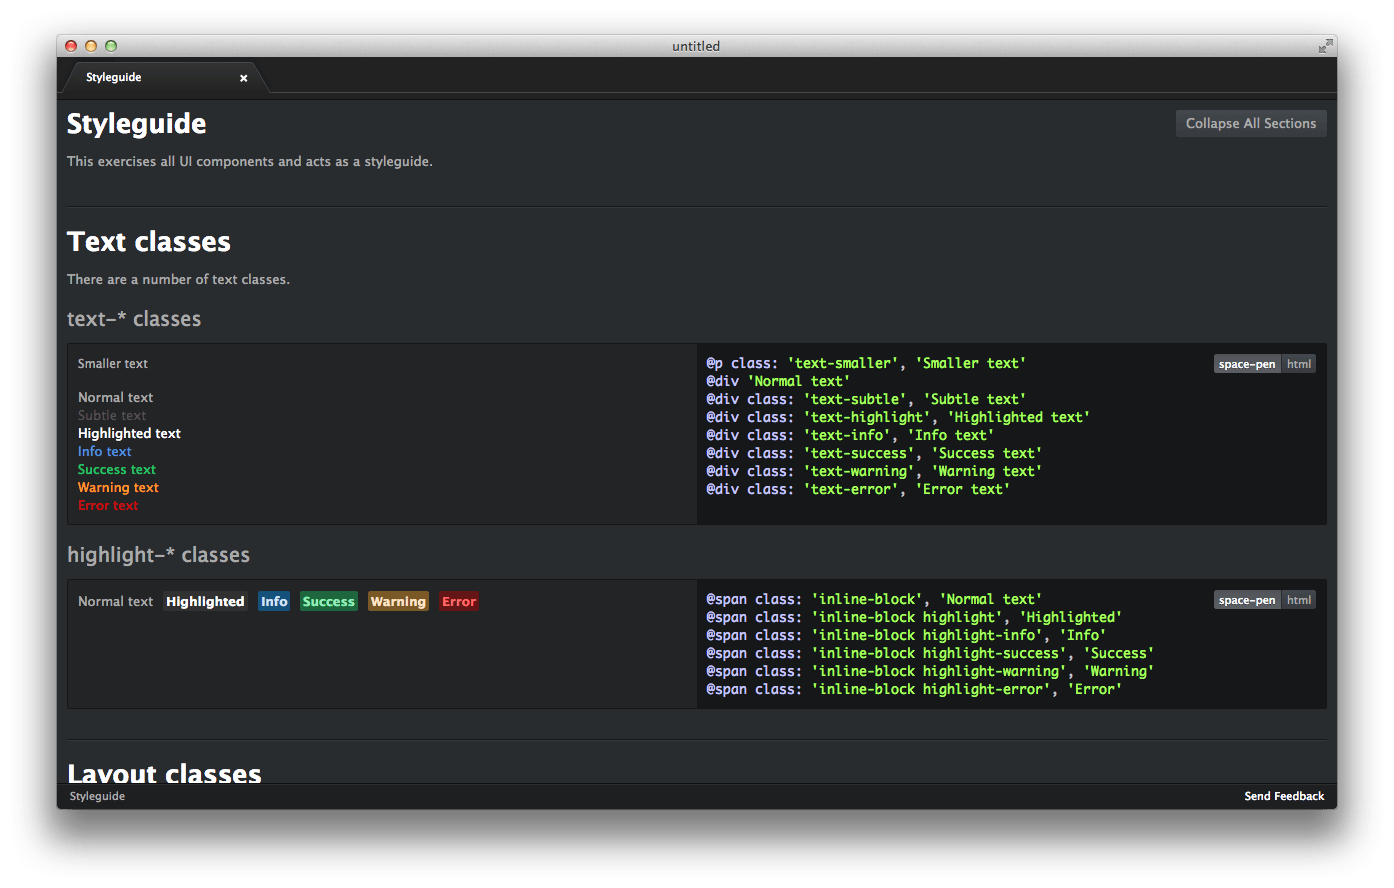 untitled
Styleguide ×
Styleguide
Collapse All Sections
This exercises all UI components and acts as a styleguide.
Text classes
There are a number of text classes.
text-* classes
Smaller text
Normal text
Subtle text
Highlighted text
Info text
Success text
Warning text
Error text
@p class: 'text-smaller', 'Smaller text'
@div 'Normal text'
@div class: 'text-subtle', 'Subtle text'
@div class: 'text-highlight', 'Highlighted text'
@div class: 'text-info', 'Info text'
@div class: 'text-success', 'Success text'
@div class: 'text-warning', 'Warning text'
@div class: 'text-error', 'Error text'
space-pen html
highlight-* classes
Normal text Highlighted Info Success Warning Error
@span class: 'inline-block', 'Normal text'
@span class: 'inline-block highlight', 'Highlighted'
@span class: 'inline-block highlight-info', 'Info'
@span class: 'inline-block highlight-success', 'Success'
@span class: 'inline-block highlight-warning', 'Warning'
@span class: 'inline-block highlight-error', 'Error'
space-pen html
Layout classes
Styleguide
Send Feedback